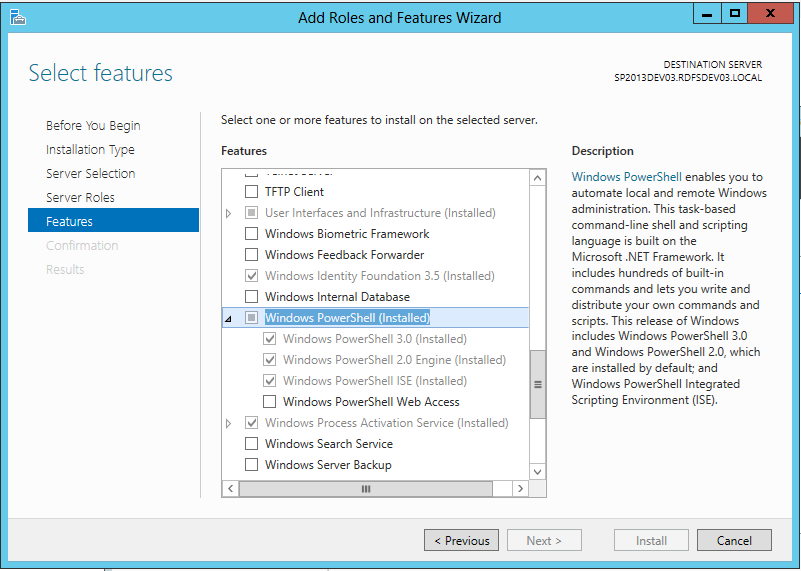 Add Roles and Features Wizard
Select features
DESTINATION SERVER
SP2013DEV03.RDFSDEV03.LOCAL
Before You Begin
Installation Type
Server Selection
Server Roles
Features
Confirmation
Results
Select one or more features to install on the selected server.
Features
Telnet Server
TFTP Client
User Interfaces and Infrastructure (Installed)
Windows Biometric Framework
Windows Feedback Forwarder
Windows Identity Foundation 3.5 (Installed)
Windows Internal Database
Windows PowerShell (Installed)
Windows PowerShell 3.0 (Installed)
Windows PowerShell 2.0 Engine (Installed)
Windows PowerShell ISE (Installed)
Windows PowerShell Web Access
Windows Process Activation Service (Installed)
Windows Search Service
Windows Server Backup
Description
Windows PowerShell enables you to
automate local and remote Windows
administration. This task-based
command-line shell and scripting
language is built on the
Microsoft .NET Framework. It
includes hundreds of built-in
commands and lets you write and
distribute your own commands and
scripts. This release of Windows
includes Windows PowerShell 3.0
and Windows PowerShell 2.0, which
are installed by default; and
Windows PowerShell Integrated
Scripting Environment (ISE).
< Previous
Next >
Install
Cancel